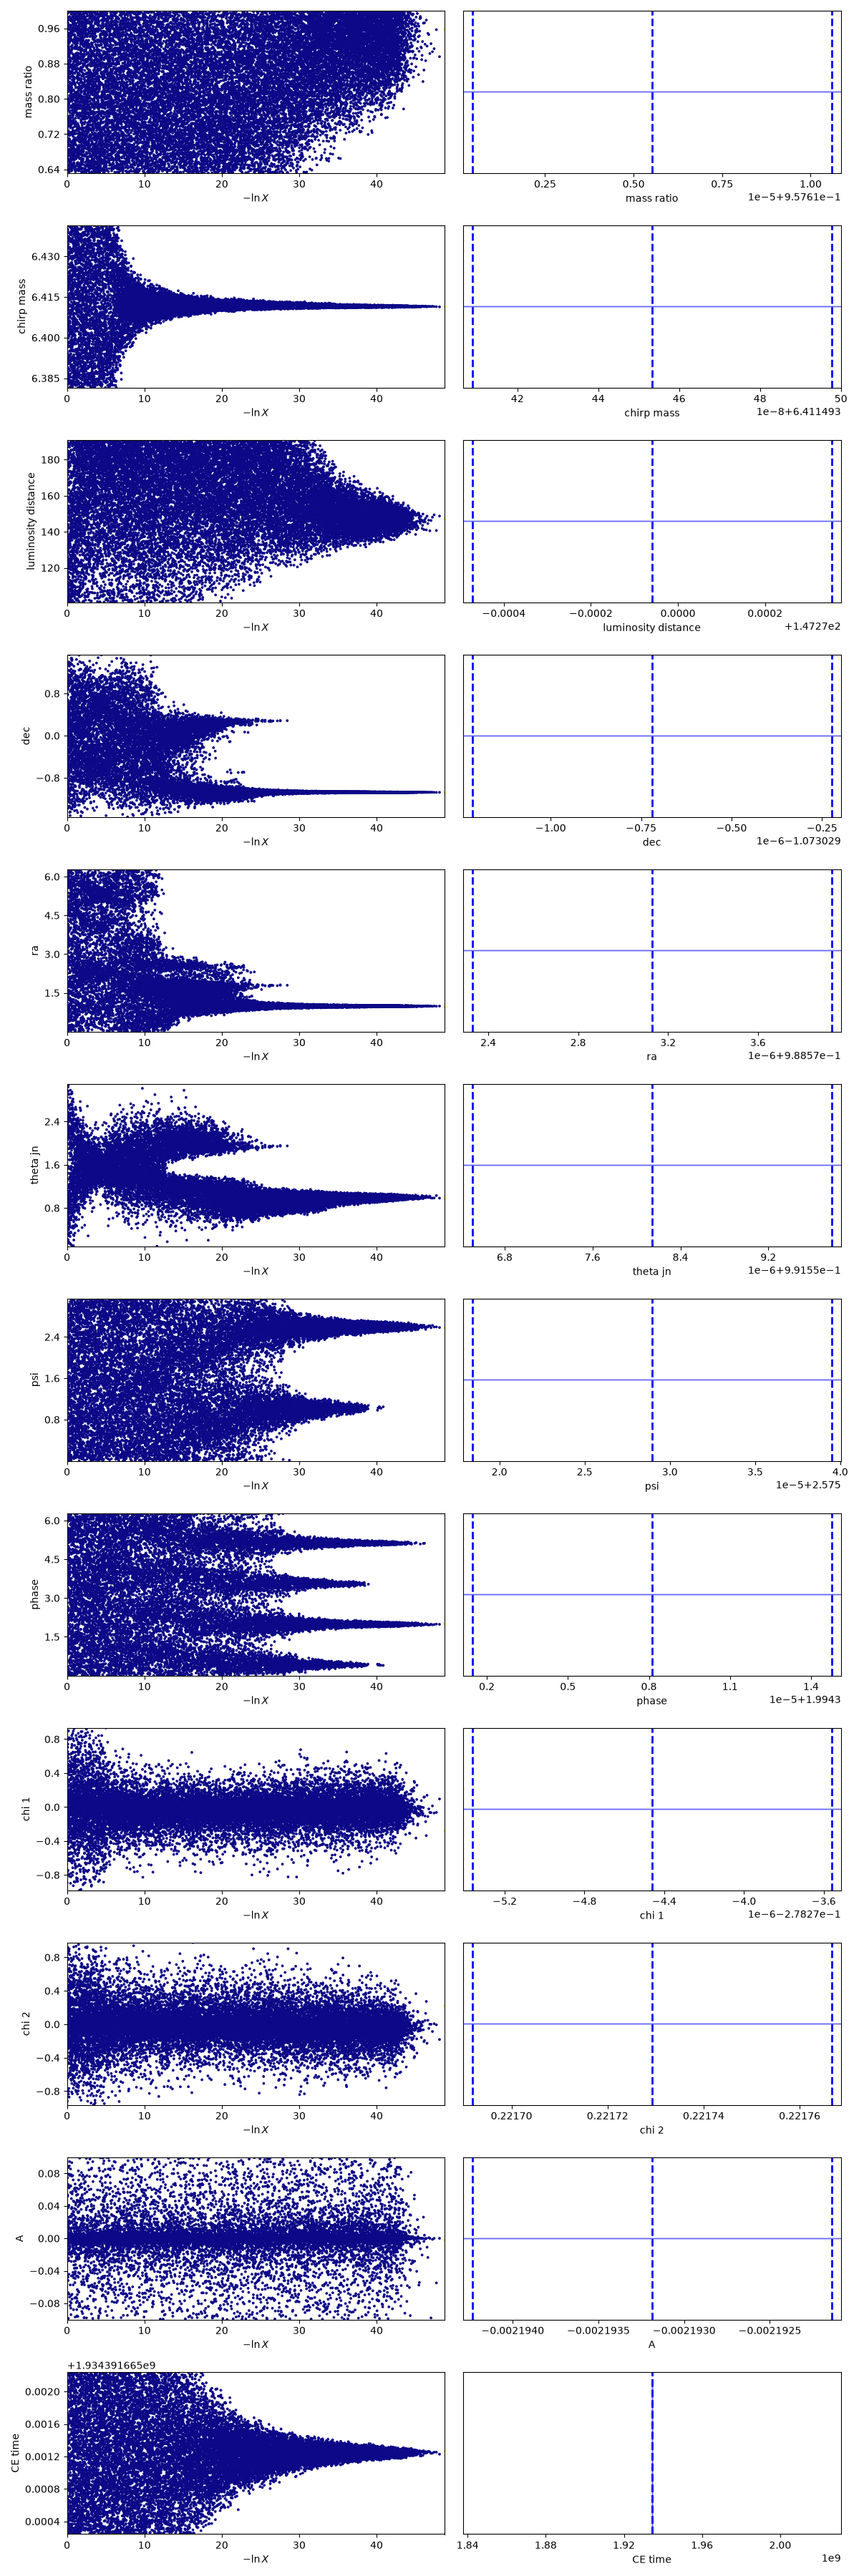 mass ratio
0.96
0.88
0.80
0.72
0.64
0 10 20 30 40
−ln X
0.25 0.50 0.75 1.00
mass ratio 1e−5+9.5761e−1
chirp mass
6.430
6.415
6.400
6.385
0 10 20 30 40
−ln X
42 44 46 48 50
chirp mass 1e−8+6.411493
luminosity distance
180
160
140
120
0 10 20 30 40
−ln X
−0.0004 −0.0002 0.0000 0.0002
luminosity distance +1.4727e2
dec
0.8
0.0
−0.8
0 10 20 30 40
−ln X
−1.00 −0.75 −0.50 −0.25
dec 1e−6−1.073029
ra
6.0
4.5
3.0
1.5
0 10 20 30 40
−ln X
2.4 2.8 3.2 3.6
ra 1e−6+9.8857e−1
theta jn
2.4
1.6
0.8
0 10 20 30 40
−ln X
6.8 7.6 8.4 9.2
theta jn 1e−6+9.9155e−1
psi
2.4
1.6
0.8
0 10 20 30 40
−ln X
2.0 2.5 3.0 3.5 4.0
psi 1e−5+2.575
phase
6.0
4.5
3.0
1.5
0 10 20 30 40
−ln X
0.2 0.5 0.8 1.1 1.4
phase 1e−5+1.9943
chi 1
0.8
0.4
0.0
−0.4
−0.8
0 10 20 30 40
−ln X
−5.2 −4.8 −4.4 −4.0 −3.6
chi 1 1e−6−2.7827e−1
chi 2
0.8
0.4
0.0
−0.4
−0.8
0 10 20 30 40
−ln X
0.22170 0.22172 0.22174 0.22176
chi 2
A
0.08
0.04
0.00
−0.04
−0.08
0 10 20 30 40
−ln X
−0.0021940 −0.0021935 −0.0021930 −0.0021925
A
+1.934391665e9
CE time
0.0020
0.0016
0.0012
0.0008
0.0004
0 10 20 30 40
−ln X
1.84 1.88 1.92 1.96 2.00
CE time 1e9